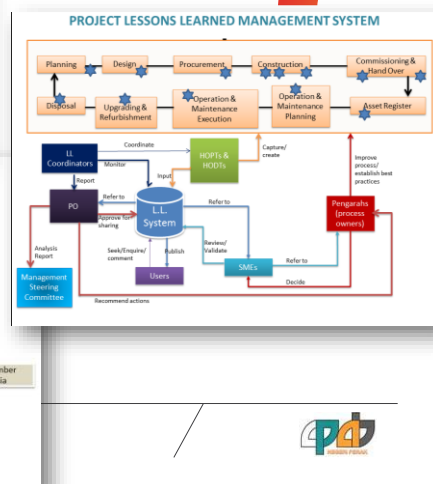 PROJECT LESSONS LEARNED MANAGEMENT SYSTEM
Planning
Design
Procurement
Construction
Commissioning &
Hand Over
Disposal
Upgrading &
Refurbishment
Operation &
Maintenance
Execution
Operation &
Maintenance
Planning
Asset Register
LL
Coordinators
Coordinate
Monitor
HOPTs &
HODTs
Capture/
create
Improve
process/
establish best
practices
Report
Input
PO
Refer to
L.L.
System
Refer to
Pengarahs
(process
owners)
Approve for
sharing
Analysis
Report
Seek/Enquire/
comment
Publish
Review/
Validate
Refer to
Management
Steering
Committee
Users
SMEs
Decide
Recommend actions
mber
ia